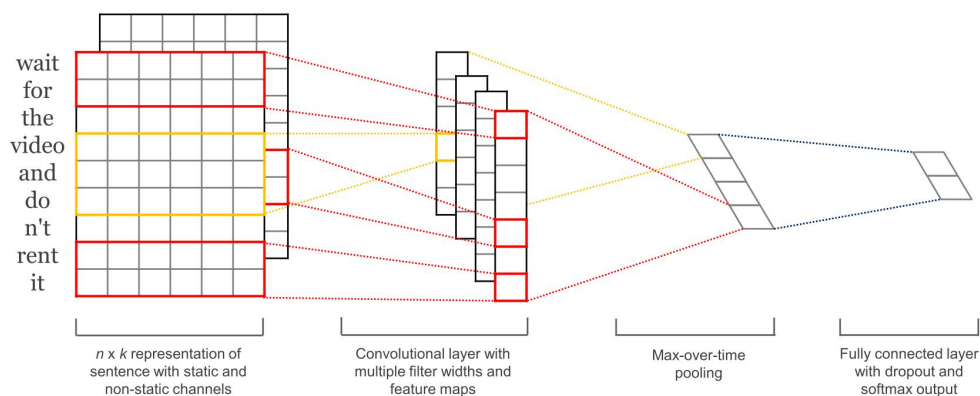 wait
for
the
video
and
do
n't
rent
it
n x k representation of
sentence with static and
non-static channels
Convolutional layer with
multiple filter widths and
feature maps
Max-over-time
pooling
Fully connected layer
with dropout and
softmax output